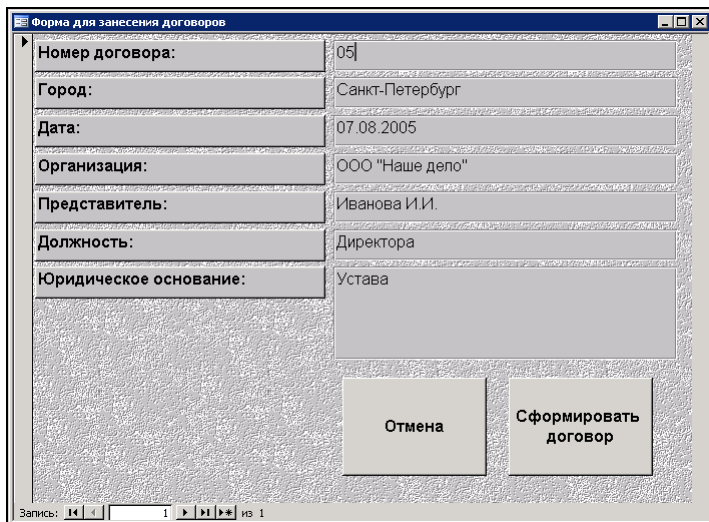 Форма для занесения договоров
Номер договора: 05
Город: Санкт-Петербург
Дата: 07.08.2005
Организация: ООО "Наше дело"
Представитель: Иванова И.И.
Должность: Директора
Юридическое основание: Устава
Отмена
Сформировать
договор
Запись: 1 из 1